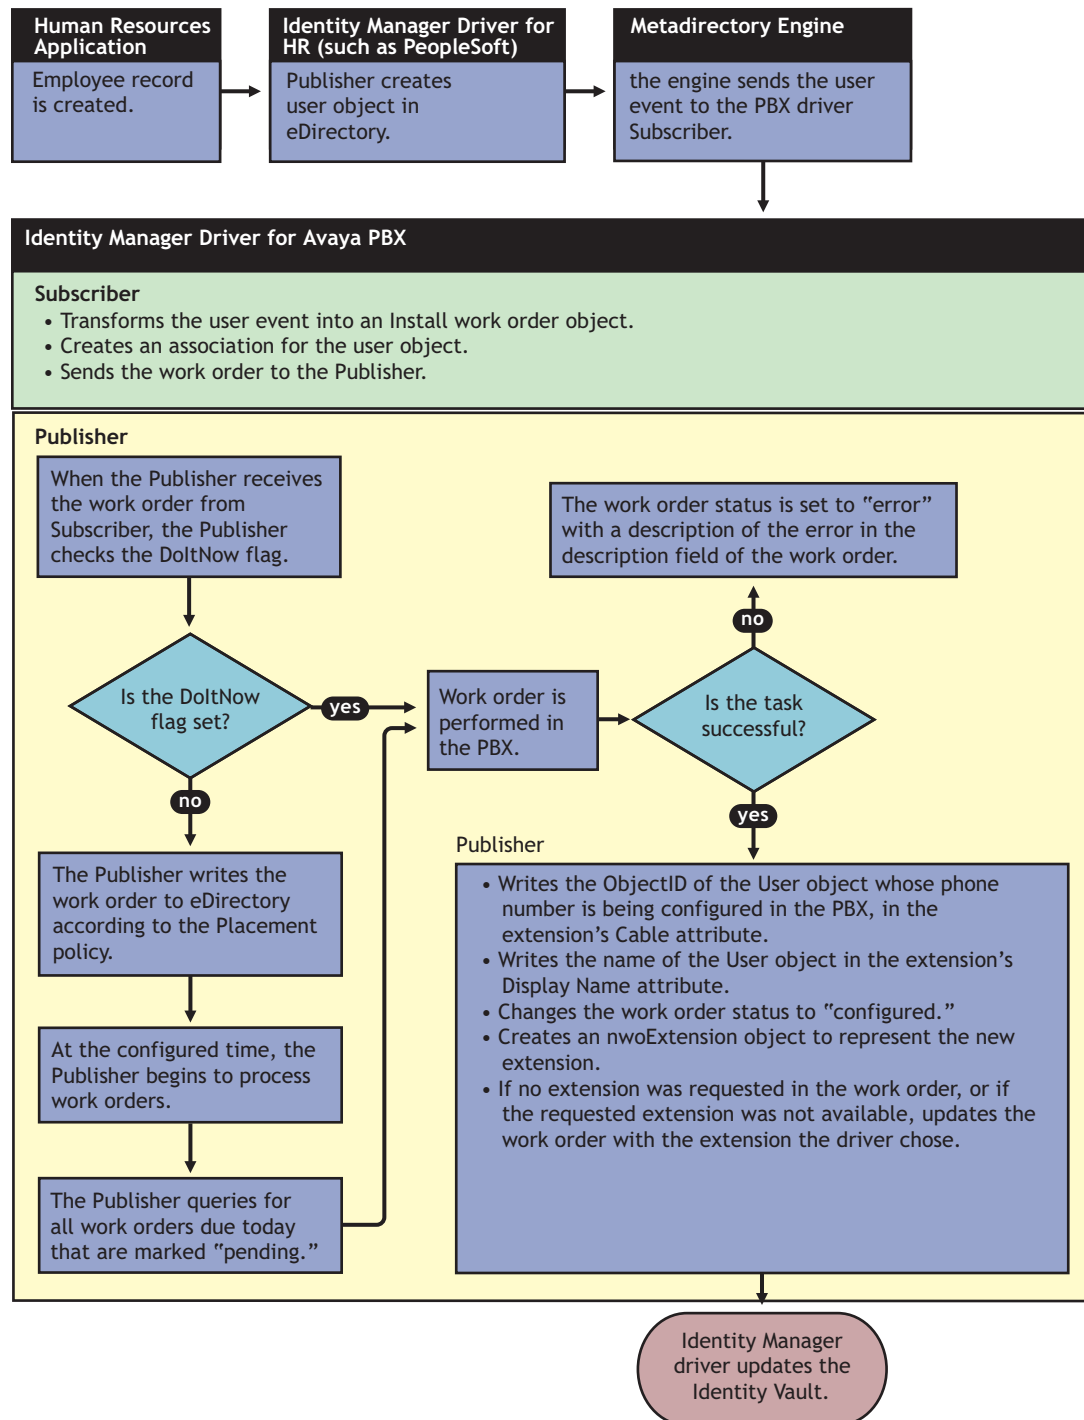 Human Resources
Application
Employee record
is created.
Identity Manager Driver for
HR (such as PeopleSoft)
Publisher creates
user object in
eDirectory.
Metadirectory Engine
the engine sends the user
event to the PBX driver
Subscriber.
Identity Manager Driver for Avaya PBX
Subscriber
• Transforms the user event into an Install work order object.
• Creates an association for the user object.
• Sends the work order to the Publisher.
Publisher
When the Publisher receives
the work order from
Subscriber, the Publisher
checks the DoItNow flag.
Is the DoItNow
flag set?
yes
no
The Publisher writes the
work order to eDirectory
according to the Placement
policy.
At the configured time, the
Publisher begins to process
work orders.
The Publisher queries for
all work orders due today
that are marked “pending.”
Work order is
performed in
the PBX.
Is the task
successful?
no
The work order status is set to “error”
with a description of the error in the
description field of the work order.
yes
Publisher
• Writes the ObjectID of the User object whose phone
number is being configured in the PBX, in the
extension’s Cable attribute.
• Writes the name of the User object in the extension’s
Display Name attribute.
• Changes the work order status to “configured.”
• Creates an nwoExtension object to represent the new
extension.
• If no extension was requested in the work order, or if
the requested extension was not available, updates the
work order with the extension the driver chose.
Identity Manager
driver updates the
Identity Vault.